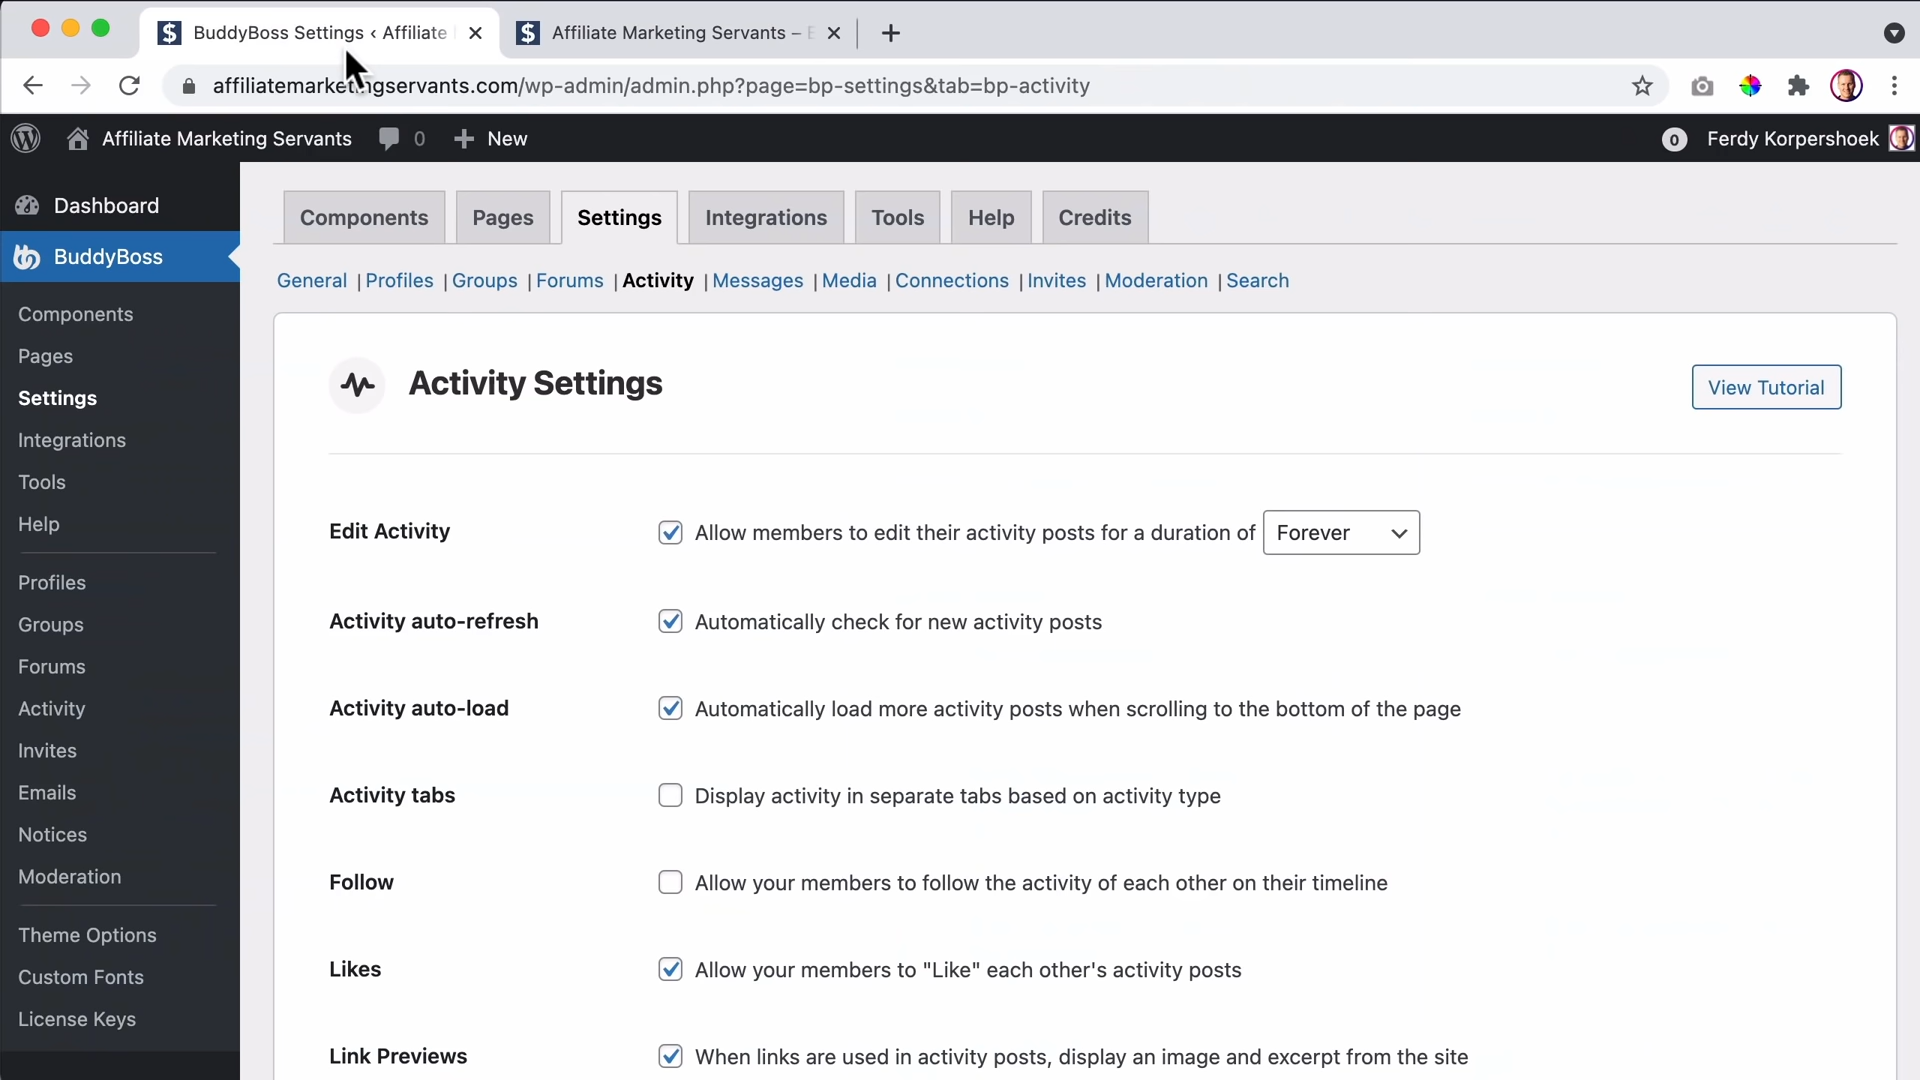 BuddyBoss Settings ‹ Affiliate
Affiliate Marketing Servants –
affiliatemarketingservants.com/wp-admin/admin.php?page=bp-settings&tab=bp-activity
Affiliate Marketing Servants 0 New 0 Ferdy Korpershoek
Dashboard
BuddyBoss
Components
Pages
Settings
Integrations
Tools
Help
Profiles
Groups
Forums
Activity
Invites
Emails
Notices
Moderation
Theme Options
Custom Fonts
License Keys
Components Pages Settings Integrations Tools Help Credits
General | Profiles | Groups | Forums | Activity | Messages | Media | Connections | Invites | Moderation | Search
Activity Settings View Tutorial
Edit Activity Allow members to edit their activity posts for a duration of Forever
Activity auto-refresh Automatically check for new activity posts
Activity auto-load Automatically load more activity posts when scrolling to the bottom of the page
Activity tabs Display activity in separate tabs based on activity type
Follow Allow your members to follow the activity of each other on their timeline
Likes Allow your members to "Like" each other's activity posts
Link Previews When links are used in activity posts, display an image and excerpt from the site